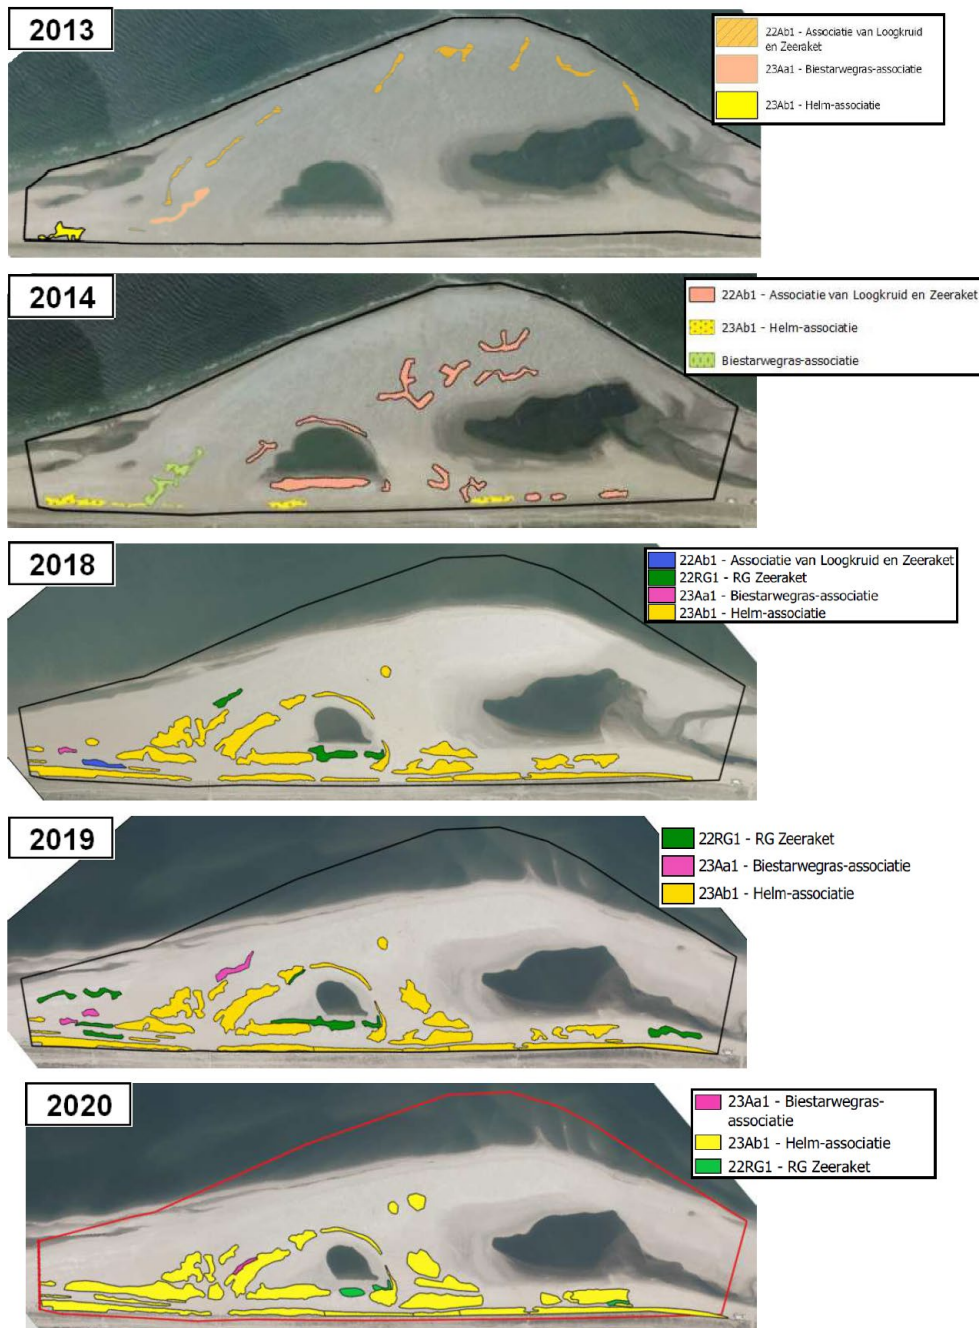 2013
22Ab1 - Associatie van Loogkruid
en Zeeraket
23Aa1 - Biestarwegras-associatie
23Ab1 - Helm-associatie
2014
22Ab1 - Associatie van Loogkruid en Zeeraket
23Ab1 - Helm-associatie
Biestarwegras-associatie
2018
22Ab1 - Associatie van Loogkruid en Zeeraket
22RG1 - RG Zeeraket
23Aa1 - Biestarwegras-associatie
23Ab1 - Helm-associatie
2019
22RG1 - RG Zeeraket
23Aa1 - Biestarwegras-associatie
23Ab1 - Helm-associatie
2020
23Aa1 - Biestarwegras-
associatie
23Ab1 - Helm-associatie
22RG1 - RG Zeeraket